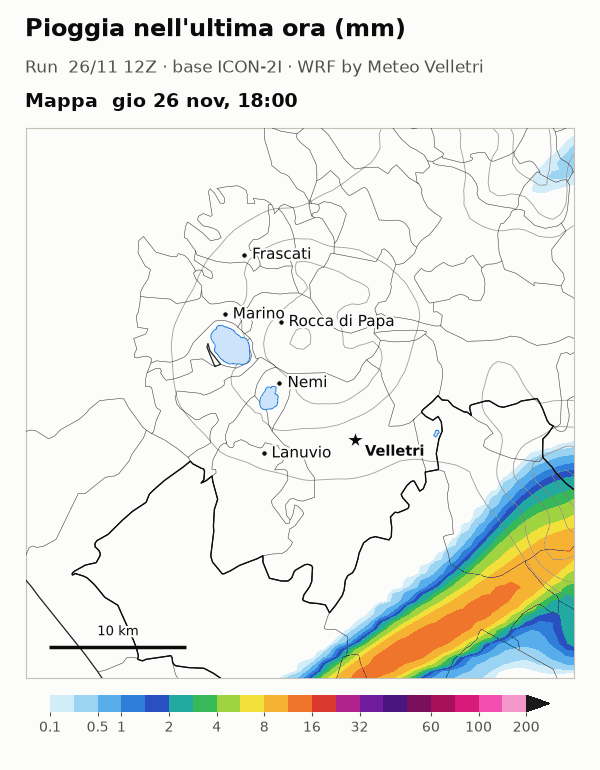 Pioggia nell'ultima ora (mm)
Run  26/11 12Z · base ICON-2I · WRF by Meteo Velletri
Mappa  gio 26 nov, 18:00
Frascati
Marino
Rocca di Papa
Nemi
Velletri
Lanuvio
10 km
0.1 0.5 1 2 4 8 16 32 60 100 200